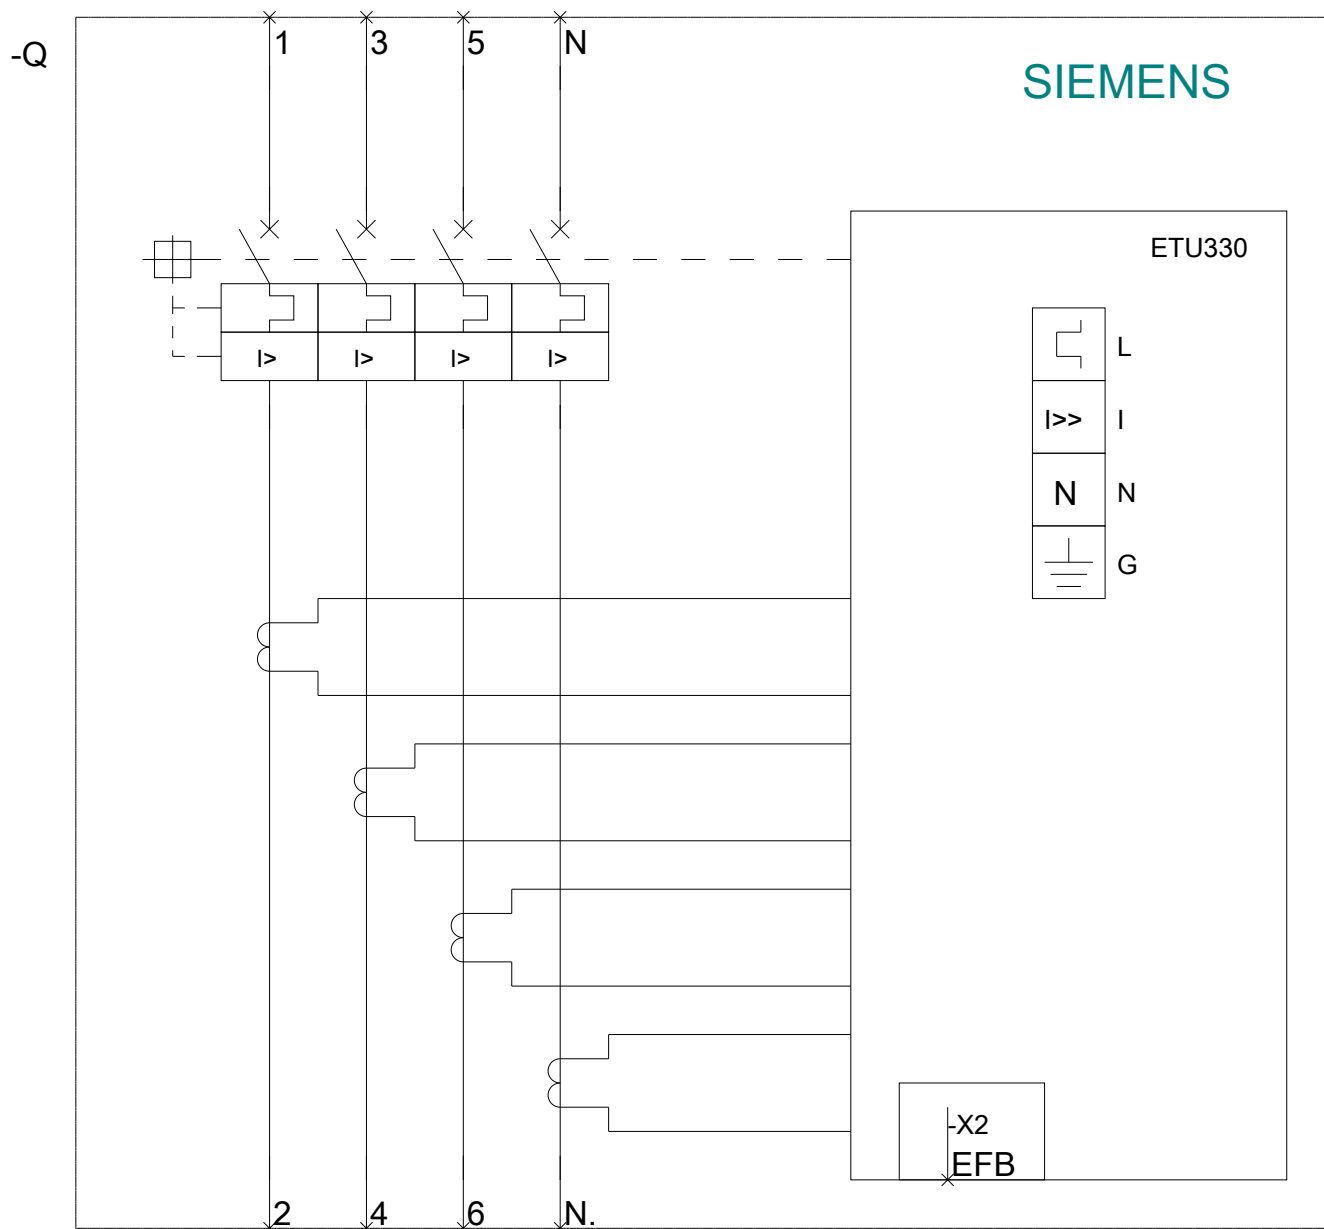 1 3 5 N
-Q
SIEMENS
ETU330
I> I> I> I>
L
I>> I
N N
G
-X2
EFB
2 4 6 N.